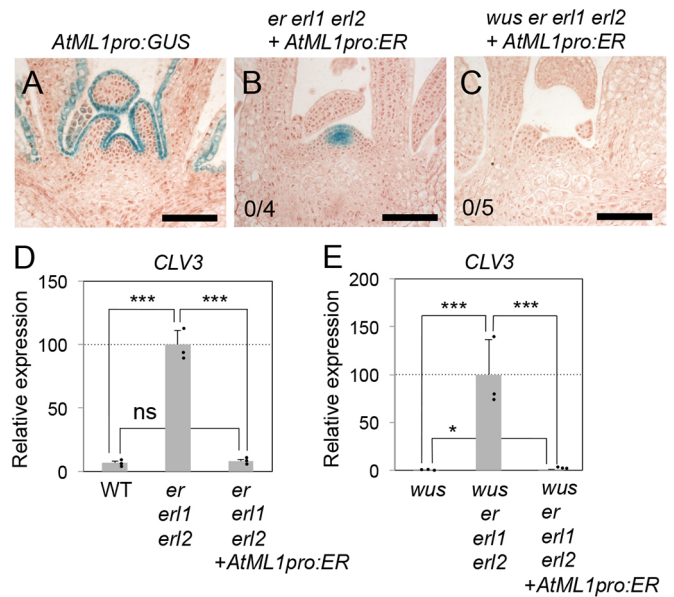 AtML1pro:GUS
er erl1 erl2
+ AtML1pro:ER
wus er erl1 erl2
+ AtML1pro:ER
A
B
C
0/4
0/5
D
CLV3
Relative expression
150
100
50
0
***
***
ns
WT
er
erl1
erl2
er
erl1
erl2
+AtML1pro:ER
E
CLV3
Relative expression
200
150
100
50
0
***
***
*
wus
wus
er
erl1
erl2
wus
er
erl1
erl2
+AtML1pro:ER